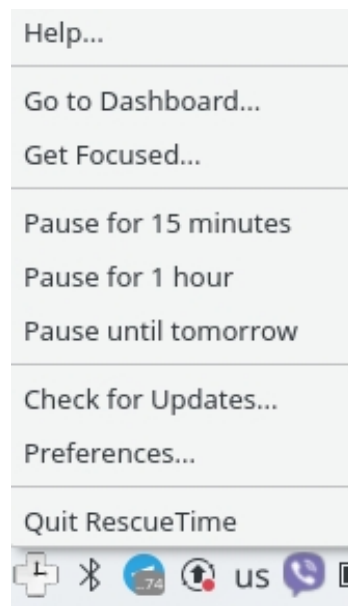 Help...
Go to Dashboard...
Get Focused...
Pause for 15 minutes
Pause for 1 hour
Pause until tomorrow
Check for Updates...
Preferences...
Quit RescueTime
..74 us